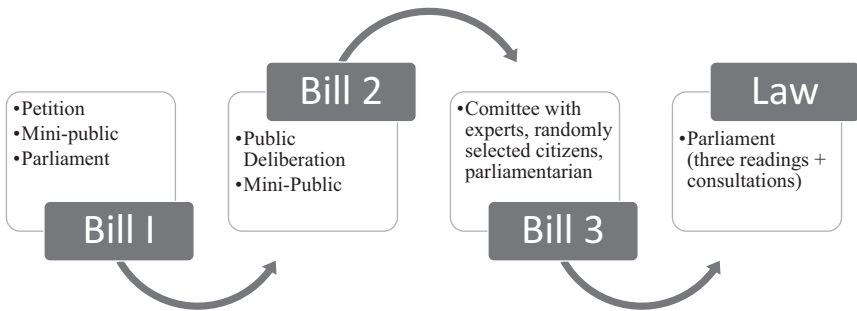 •Petition
•Mini-public
•Parliament
Bill I
Bill 2
•Public
Deliberation
•Mini-Public
•Comittee with
experts, randomly
selected citizens,
parliamentarian
Bill 3
Law
•Parliament
(three readings +
consultations)